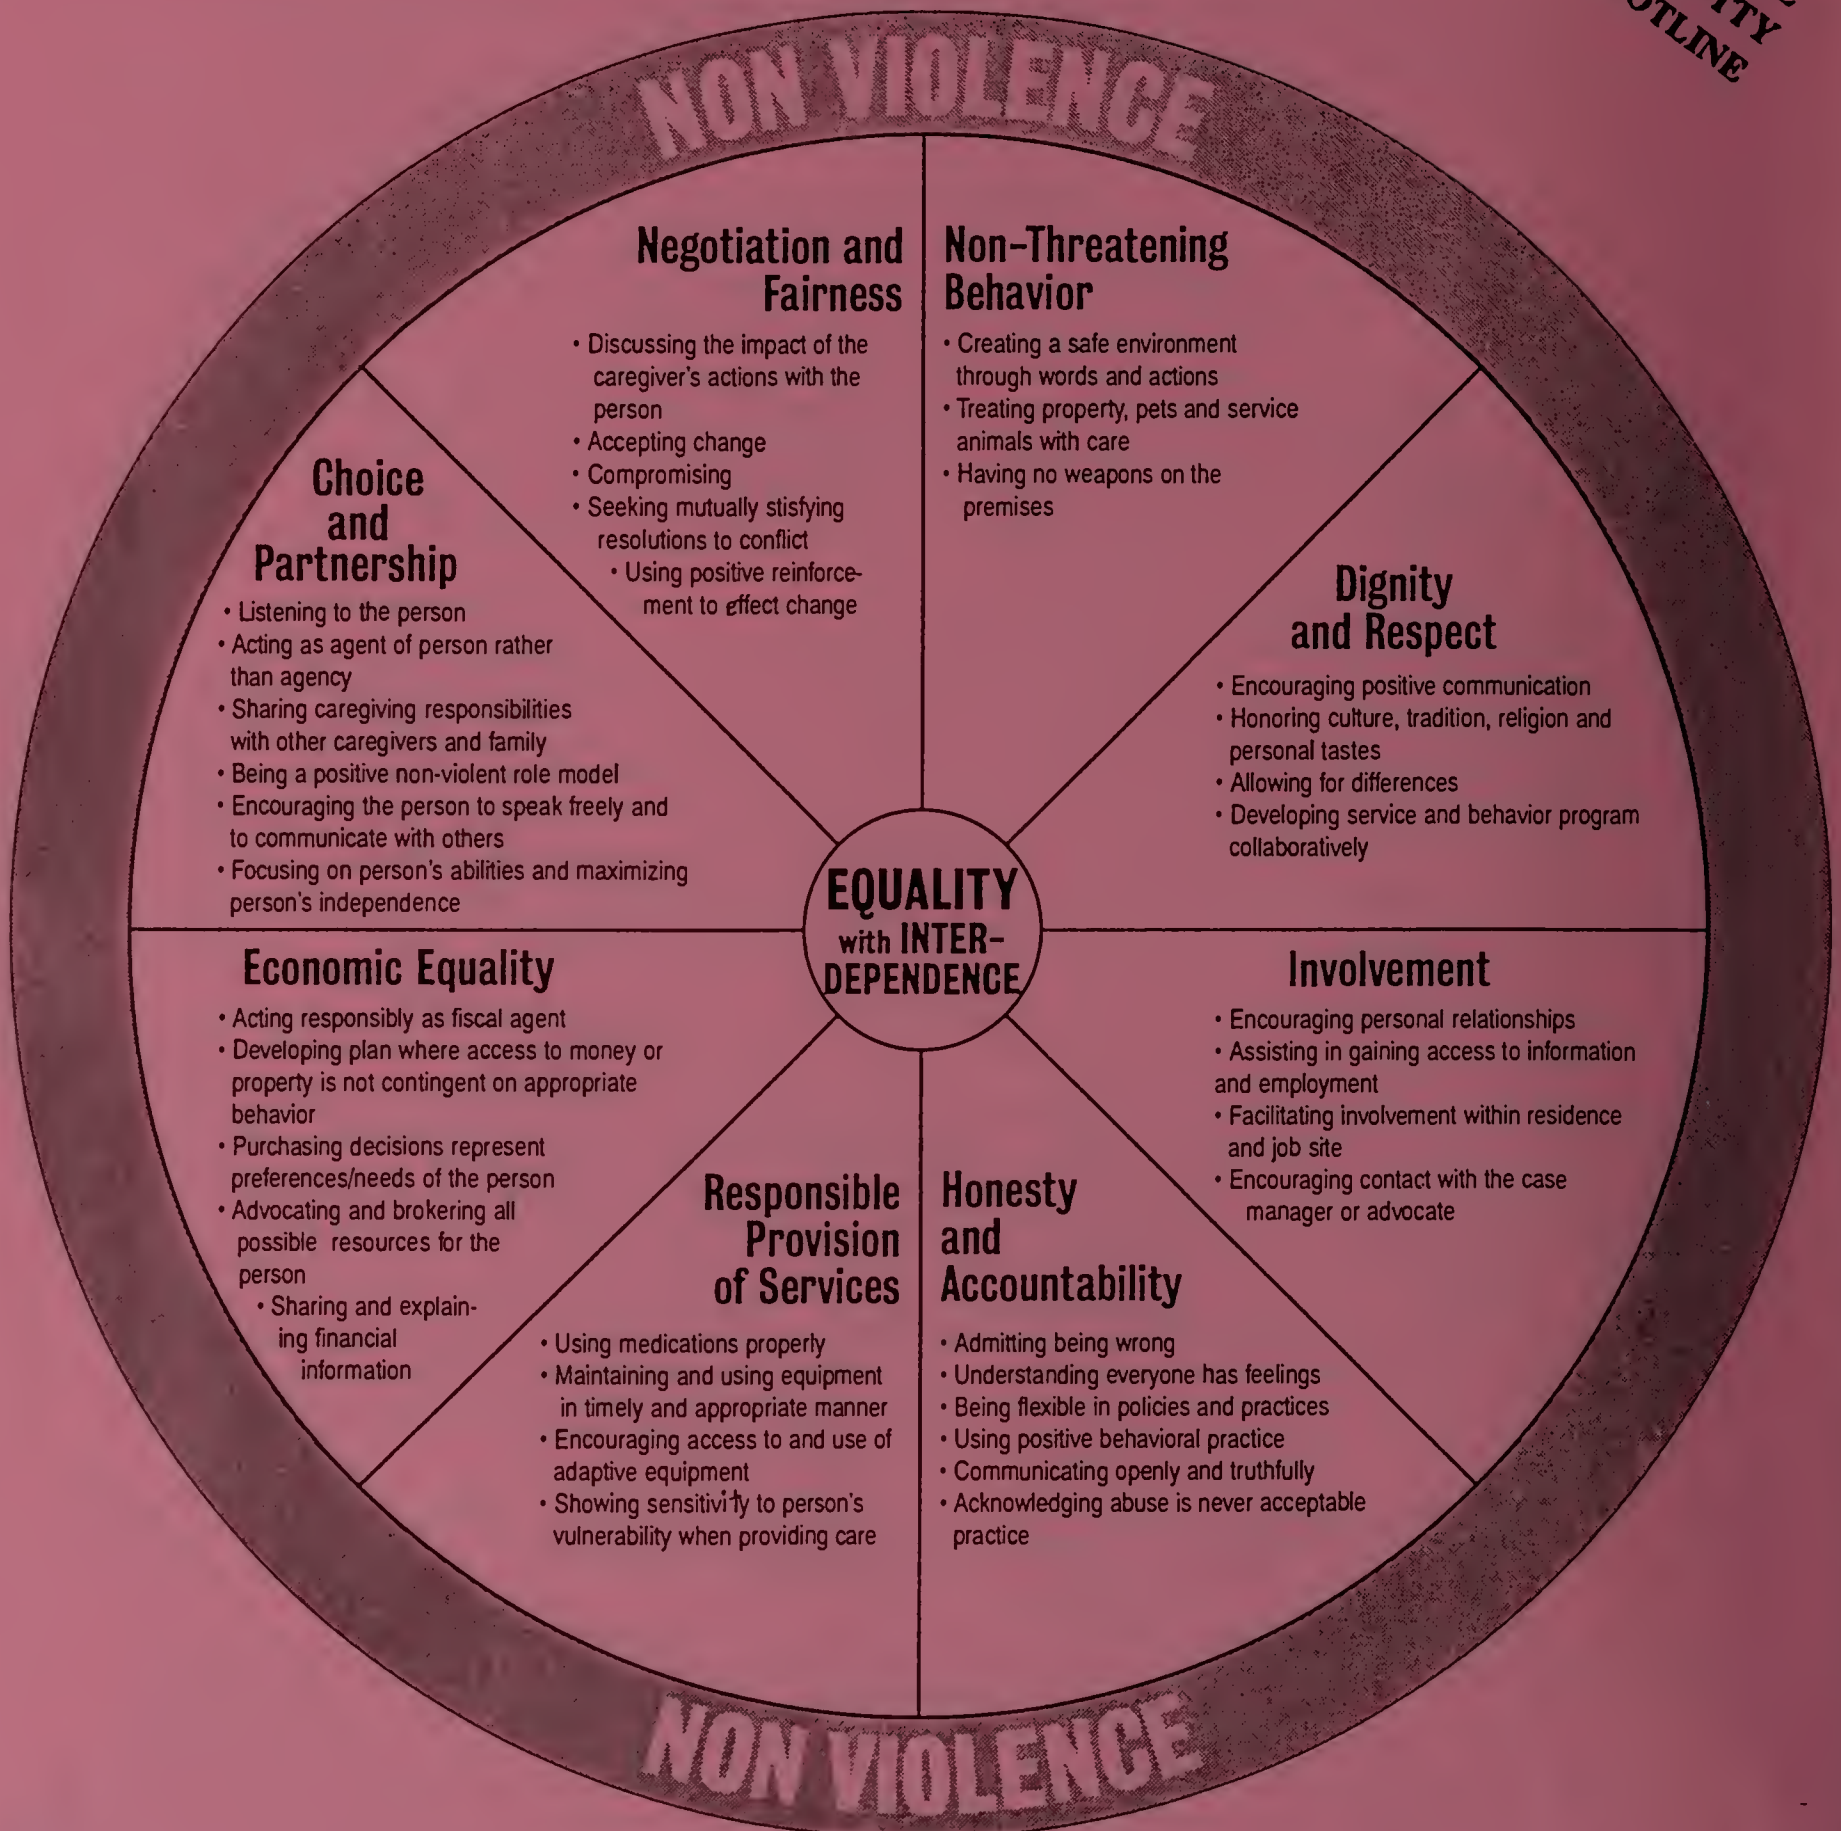 OTLINE
NON VIOLENCE
Negotiation and
Fairness
• Discussing the impact of the
caregiver's actions with the
person
• Accepting change
• Compromising
• Seeking mutually stisfying
resolutions to conflict
• Using positive reinforce-
ment to effect change
Non-Threatening
Behavior
• Creating a safe environment
through words and actions
• Treating property, pets and service
animals with care
• Having no weapons on the
premises
Choice
and
Partnership
• Listening to the person
• Acting as agent of person rather
than agency
• Sharing caregiving responsibilities
with other caregivers and family
• Being a positive non-violent role model
• Encouraging the person to speak freely and
to communicate with others
• Focusing on person's abilities and maximizing
person's independence
Dignity
and Respect
• Encouraging positive communication
• Honoring culture, tradition, religion and
personal tastes
• Allowing for differences
• Developing service and behavior program
collaboratively
EQUALITY
with INTER-
DEPENDENCE
Economic Equality
• Acting responsibly as fiscal agent
• Developing plan where access to money or
property is not contingent on appropriate
behavior
• Purchasing decisions represent
preferences/needs of the person
• Advocating and brokering all
possible resources for the
person
• Sharing and explain-
ing financial
information
Involvement
• Encouraging personal relationships
• Assisting in gaining access to information
and employment
• Facilitating involvement within residence
and job site
• Encouraging contact with the case
manager or advocate
Responsible
Provision
of Services
• Using medications properly
• Maintaining and using equipment
in timely and appropriate manner
• Encouraging access to and use of
adaptive equipment
• Showing sensitivity to person's
vulnerability when providing care
Honesty
and
Accountability
• Admitting being wrong
• Understanding everyone has feelings
• Being flexible in policies and practices
• Using positive behavioral practice
• Communicating openly and truthfully
• Acknowledging abuse is never acceptable
practice
NON VIOLENCE